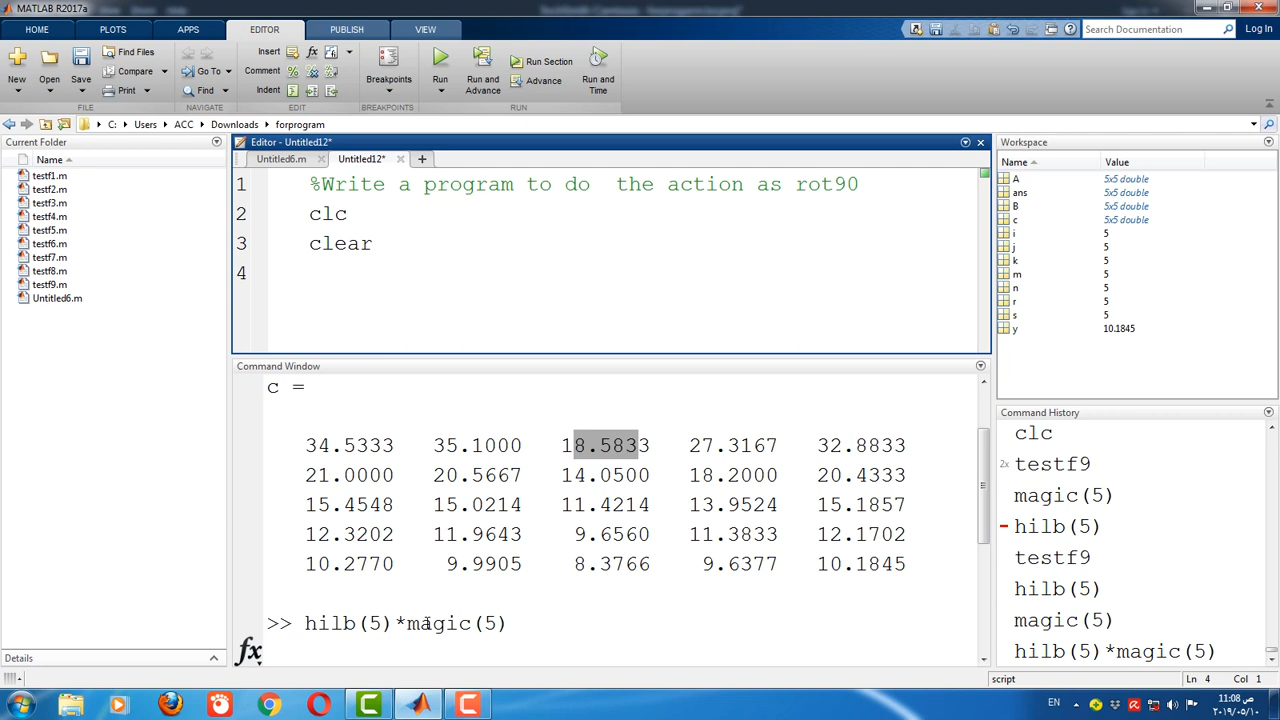 MATLAB R2017a
HOME PLOTS APPS EDITOR PUBLISH VIEW Search Documentation Log In
New Open Save Find Files Compare Print Go To Find Insert Comment Indent Breakpoints Run Run and Advance Run Section Advance Run and Time
FILE NAVIGATE EDIT BREAKPOINTS RUN
C: Users ACC Downloads forprogram
Current Folder
Name
testf1.m
testf2.m
testf3.m
testf4.m
testf5.m
testf6.m
testf7.m
testf8.m
testf9.m
Untitled6.m
Details
Editor - Untitled12*
Untitled6.m Untitled12*
1 %Write a program to do the action as rot90
2 clc
3 clear
4
Command Window
c =
34.5333 35.1000 18.5833 27.3167 32.8833
21.0000 20.5667 14.0500 18.2000 20.4333
15.4548 15.0214 11.4214 13.9524 15.1857
12.3202 11.9643 9.6560 11.3833 12.1702
10.2770 9.9905 8.3766 9.6377 10.1845
>> hilb(5)*magic(5)
fx
Workspace
Name Value
A 5x5 double
ans 5x5 double
B 5x5 double
c 5x5 double
i 5
j 5
k 5
m 5
n 5
r 5
s 5
y 10.1845
Command History
clc
2x testf9
magic(5)
hilb(5)
testf9
hilb(5)
magic(5)
hilb(5)*magic(5)
script Ln 4 Col 1
EN
11:08 ص
٢٠١٩/٠٥/١٠